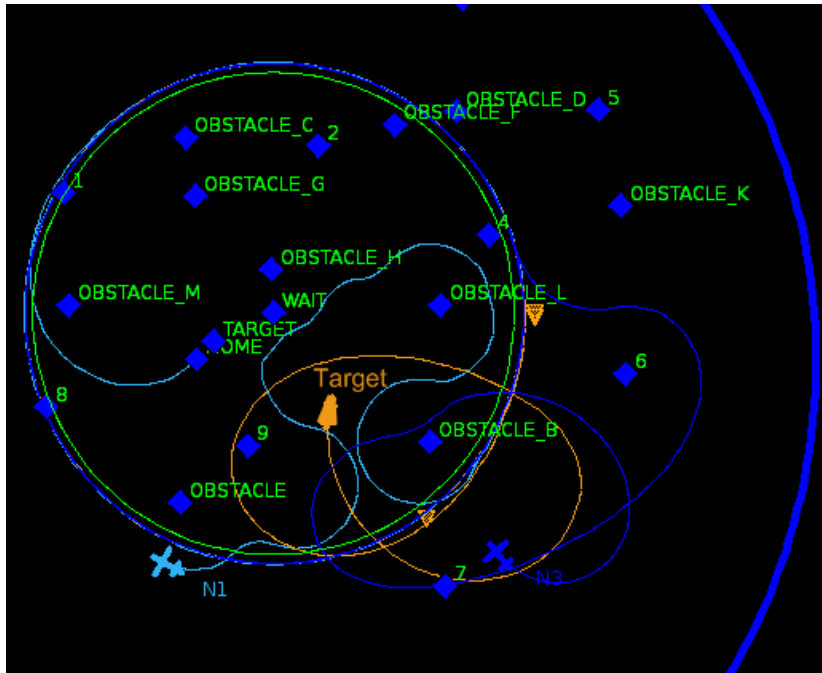 OBSTACLE_D
5
OBSTACLE_F
OBSTACLE_C
2
1
OBSTACLE_G
OBSTACLE_K
4
OBSTACLE_H
OBSTACLE_M
WAIT
OBSTACLE_L
TARGET
HOME
6
Target
8
9
OBSTACLE_B
OBSTACLE
7
N3
N1